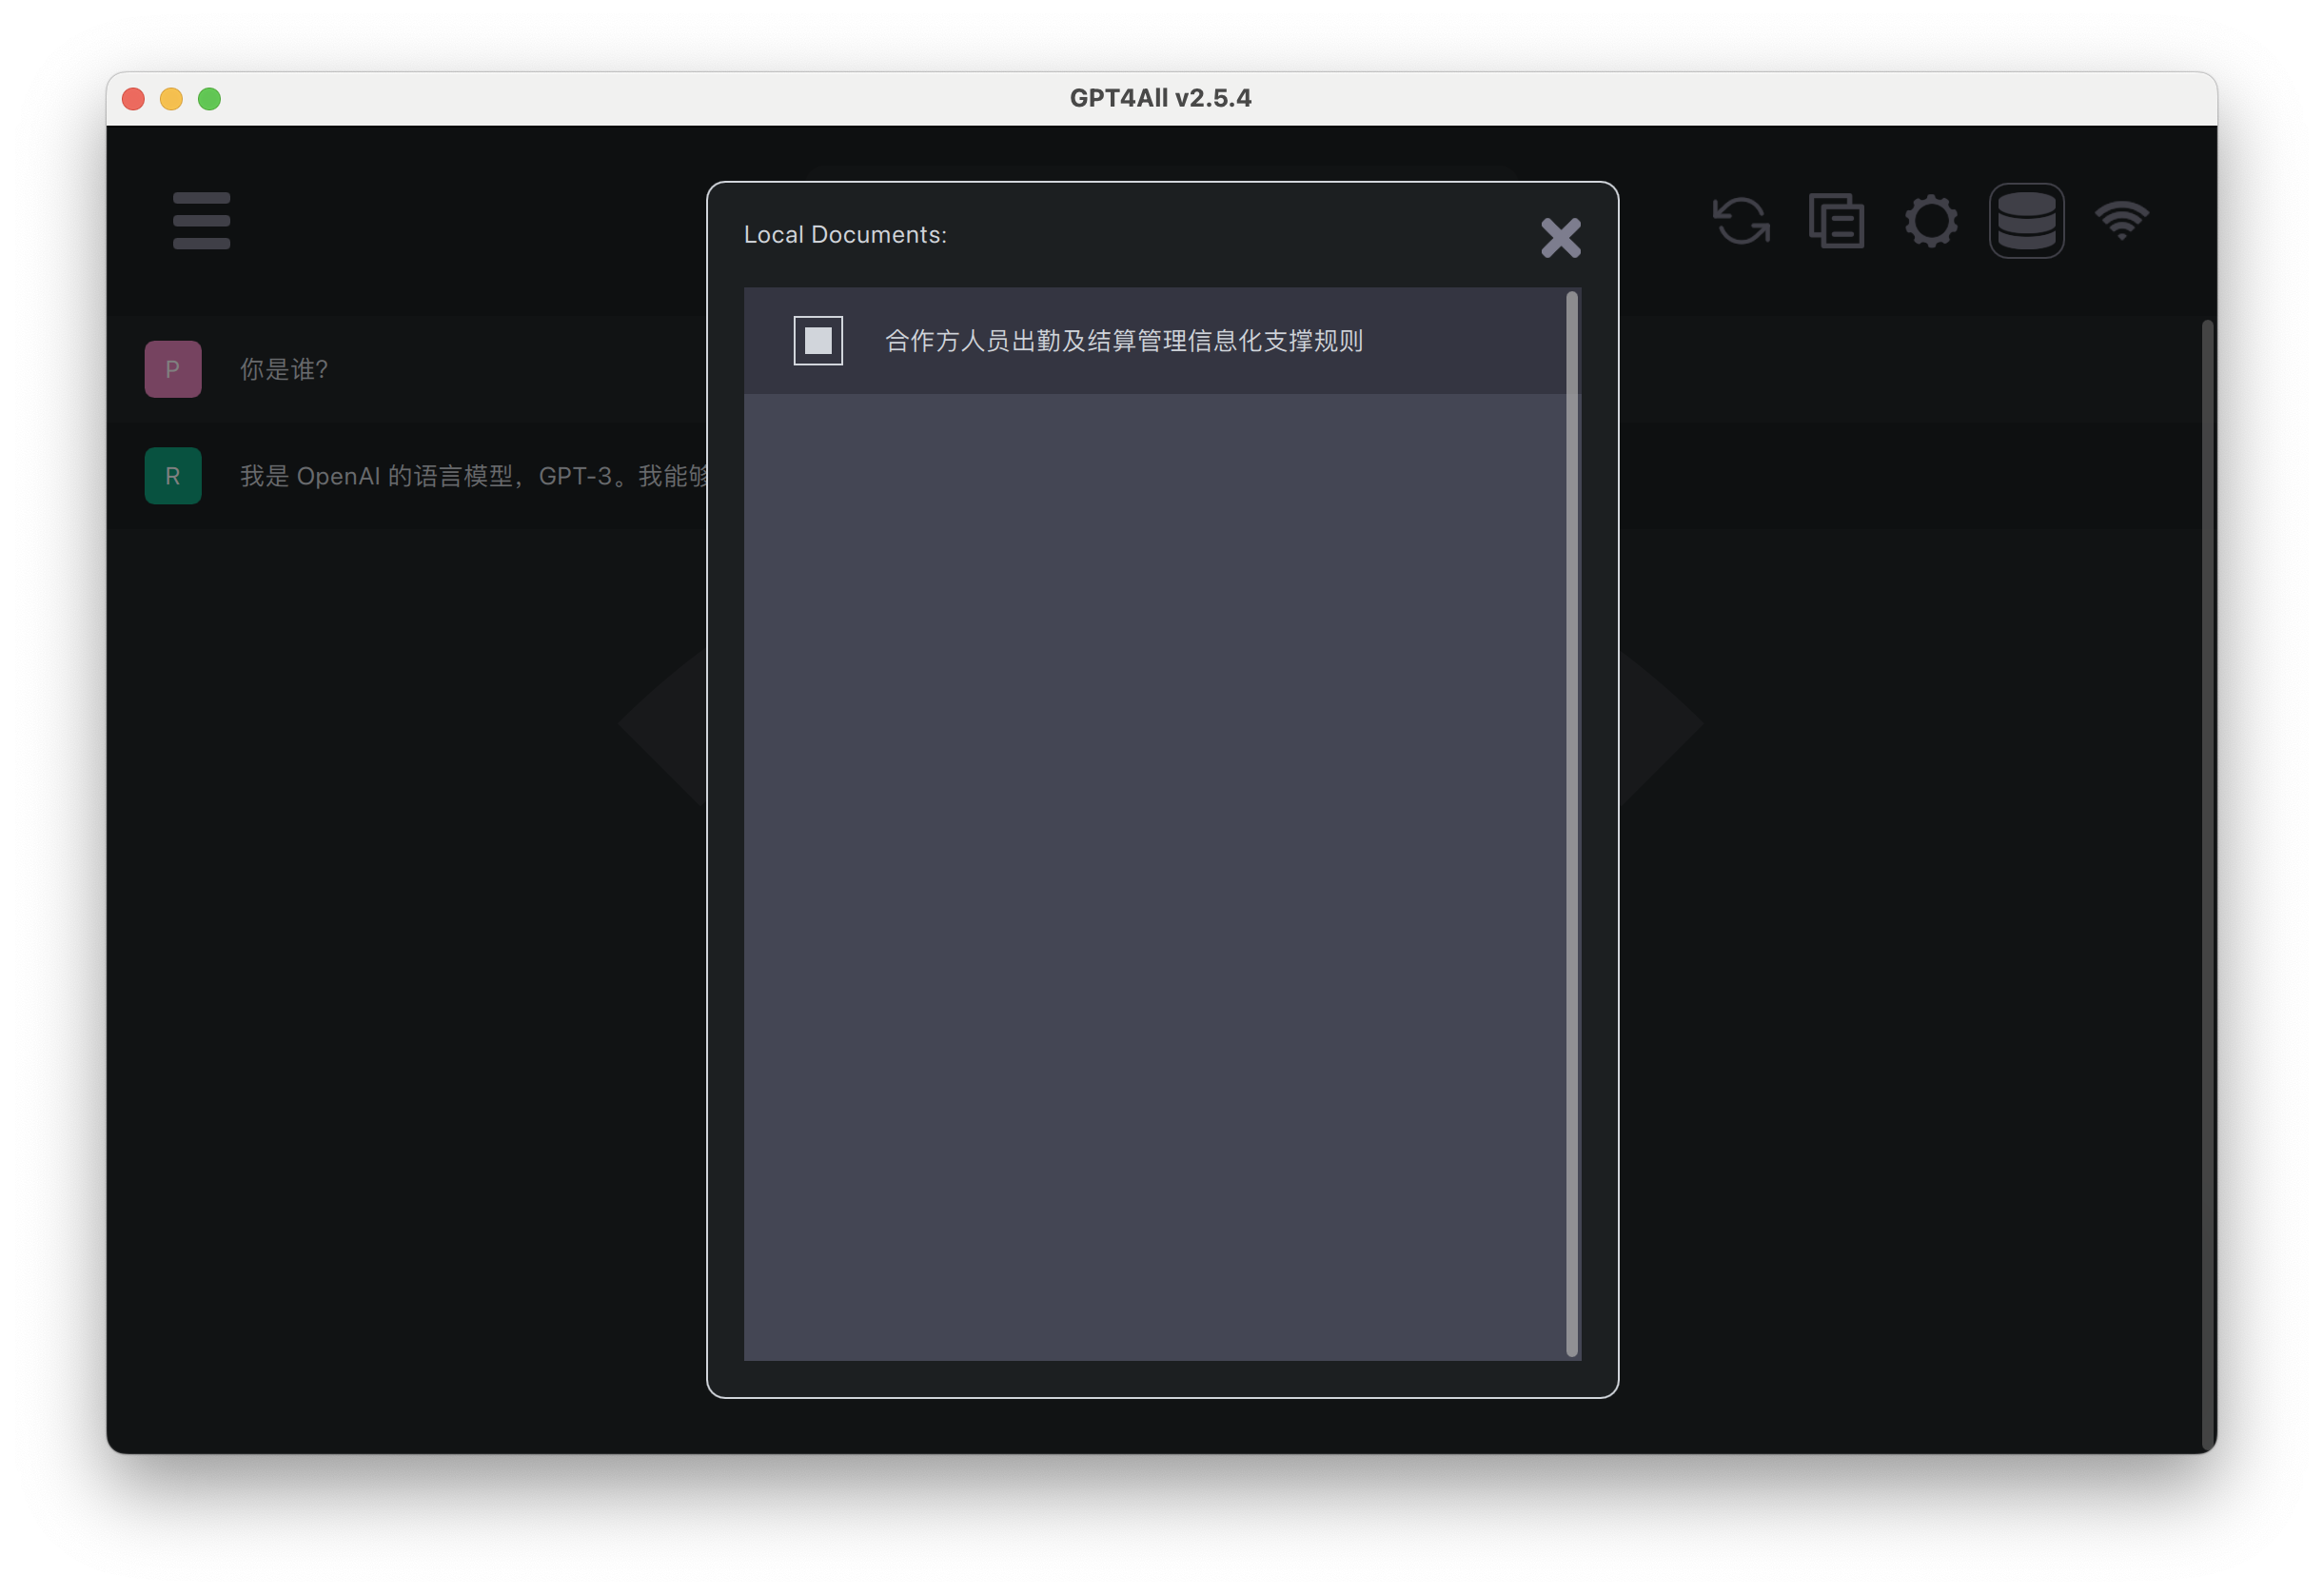 GPT4All v2.5.4
Local Documents:
合作方人员出勤及结算管理信息化支撑规则
P
你是谁?
R
我是 OpenAI 的语言模型，GPT-3。我能够